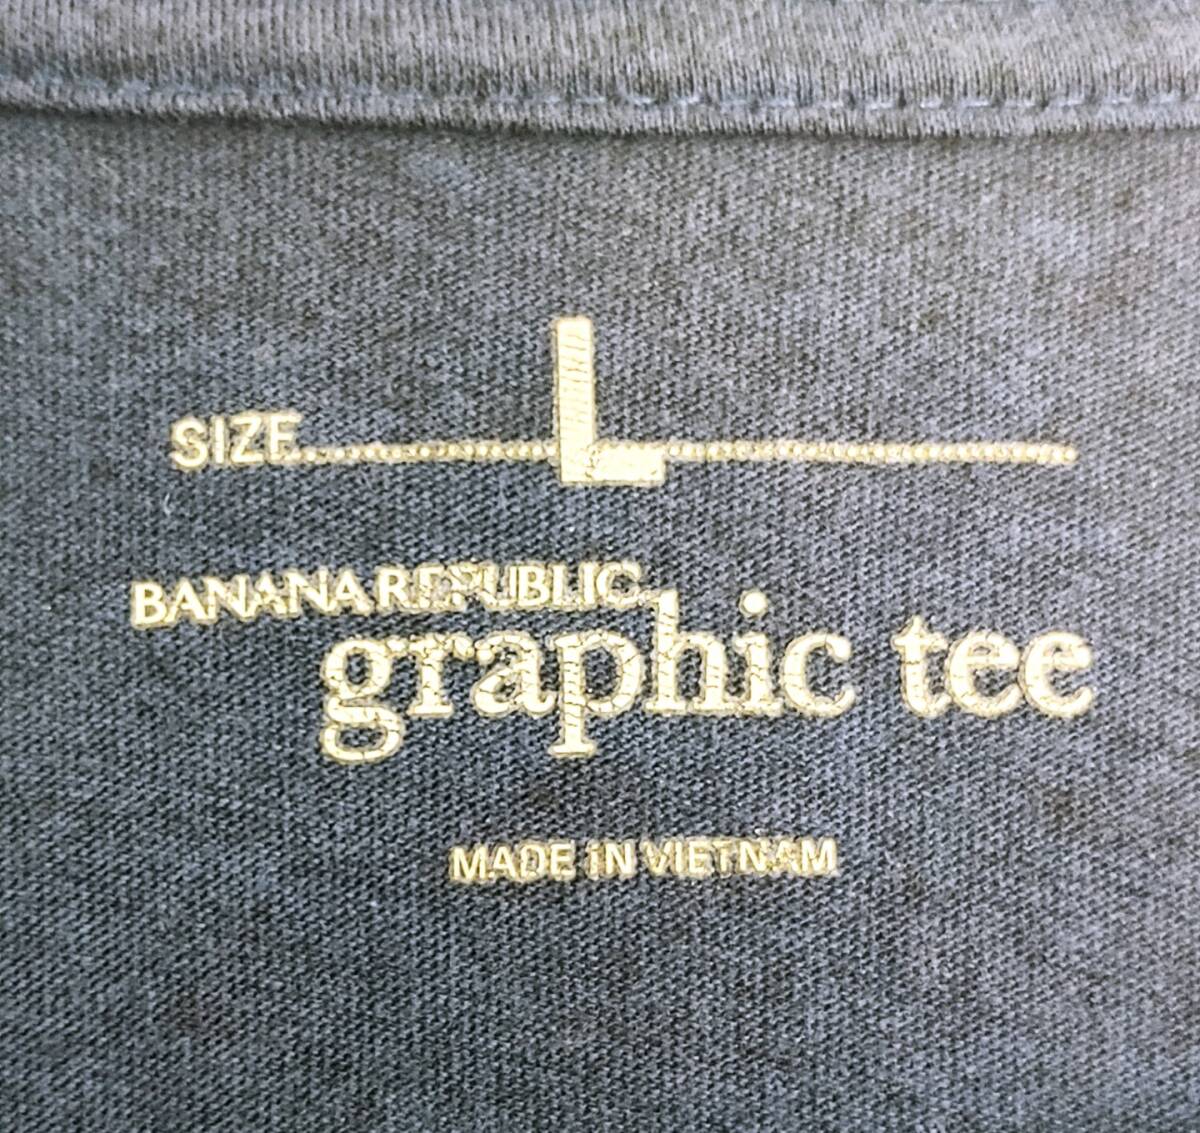 SIZE L
BANANA REPUBLIC
graphic tee
MADE IN VIETNAM